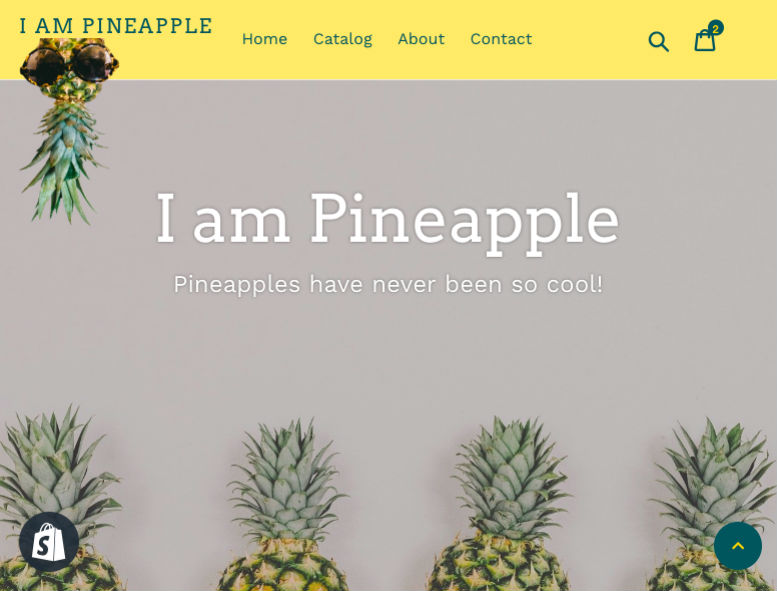 I AM PINEAPPLE
Home Catalog About Contact
2
I am Pineapple
Pineapples have never been so cool!
S